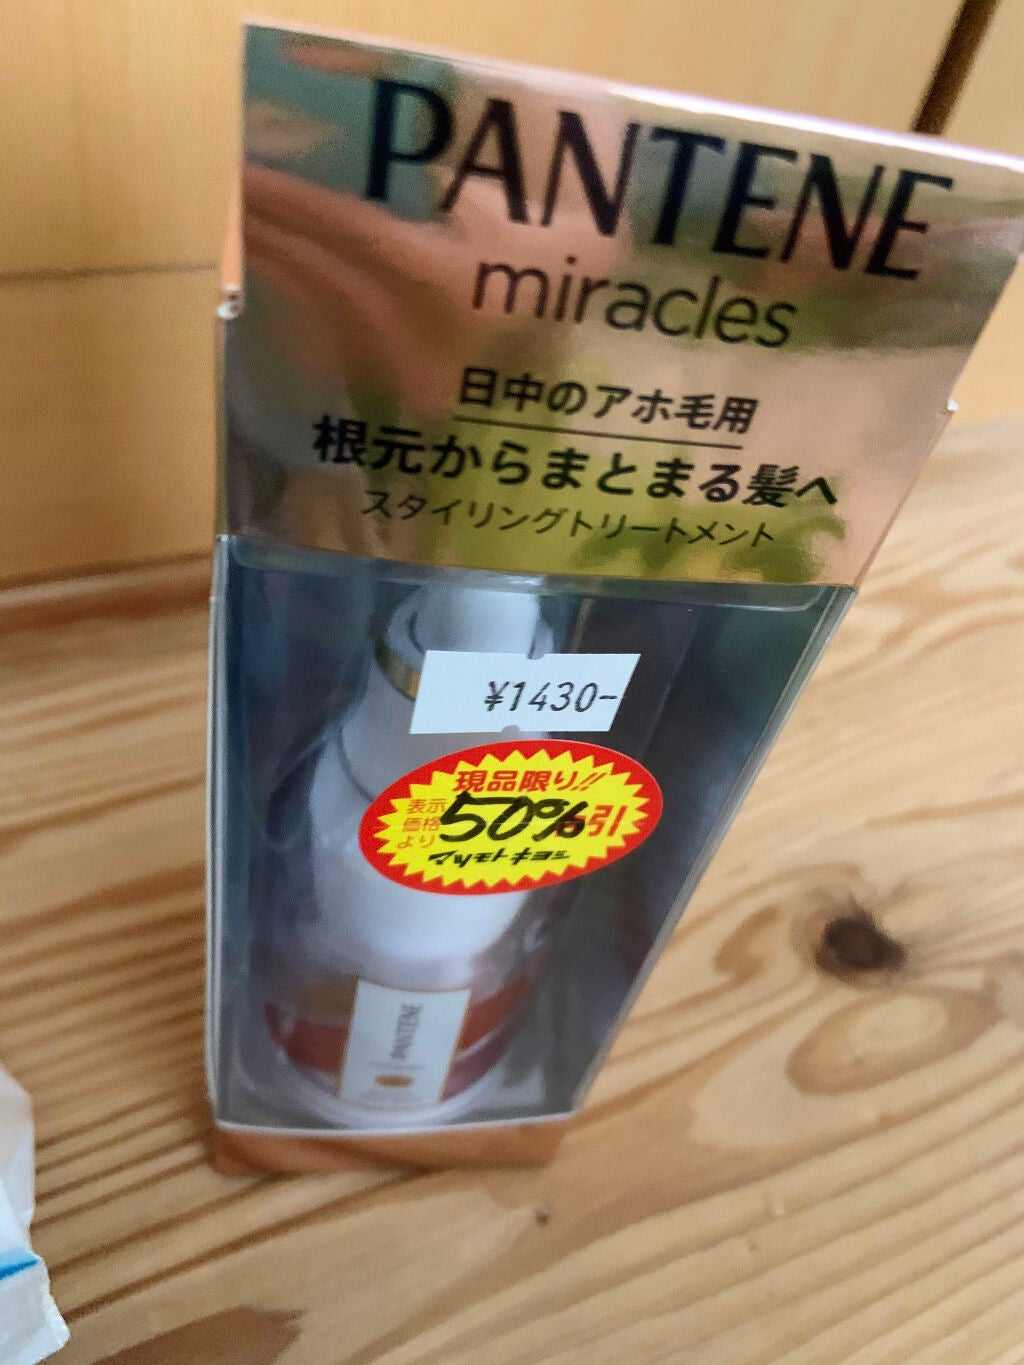 PANTENE
miracles
日中のアホ毛用
根元からまとまる髪へ
スタイリングトリートメント
¥1430-
現品限り!!
表示
価格
より
50%引
マツモトキヨシ
PANTENE